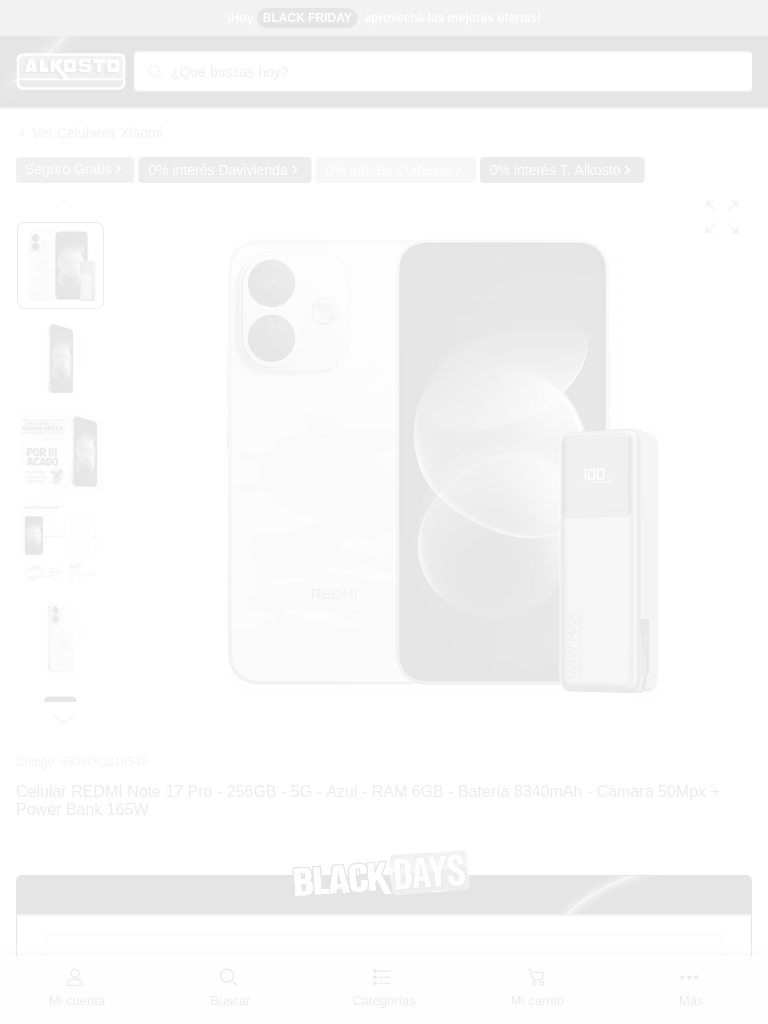 ¡Hoy BLACK FRIDAY, aprovecha las mejores ofertas!
ALKOSTO
¿Qué buscas hoy?
Ver Celulares Xiaomi
Seguro Gratis
0% interés Davivienda
0% interés Codensa
0% interés T. Alkosto
100
REDMI
165W MAX
POR SI
ACASO
Código: 6939093010549
Celular REDMI Note 17 Pro - 256GB - 5G - Azul - RAM 6GB - Batería 8340mAh - Cámara 50Mpx +
Power Bank 165W
BLACK DAYS
Mi cuenta
Buscar
Categorías
Mi carrito
Más